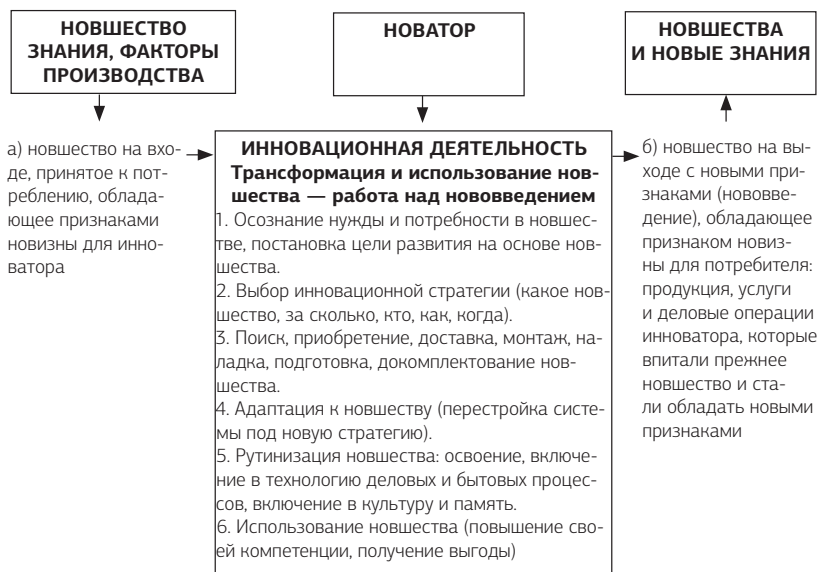 НОВШЕСТВО
ЗНАНИЯ, ФАКТОРЫ
ПРОИЗВОДСТВА
НОВАТОР
НОВШЕСТВА
И НОВЫЕ ЗНАНИЯ
а) новшество на вхо-
де, принятое к пот-
реблению, облада-
ющее признаками
новизны для инно-
ватора
ИННОВАЦИОННАЯ ДЕЯТЕЛЬНОСТЬ
Трансформация и использование нов-
шества — работа над нововведением
1. Осознание нужды и потребности в новшес-
тве, постановка цели развития на основе нов-
шества.
2. Выбор инновационной стратегии (какое нов-
шество, за сколько, кто, как, когда).
3. Поиск, приобретение, доставка, монтаж, на-
ладка, подготовка, докомплектование нов-
шества.
4. Адаптация к новшеству (перестройка систе-
мы под новую стратегию).
5. Рутинизация новшества: освоение, включе-
ние в технологию деловых и бытовых процес-
сов, включение в культуру и память.
6. Использование новшества (повышение сво-
ей компетенции, получение выгоды)
б) новшество на вы-
ходе с новыми при-
знаками (нововве-
дение), обладающее
признаком новиз-
ны для потребителя:
продукция, услуги
и деловые операции
инноватора, которые
впитали прежнее
новшество и ста-
ли обладать новыми
признаками